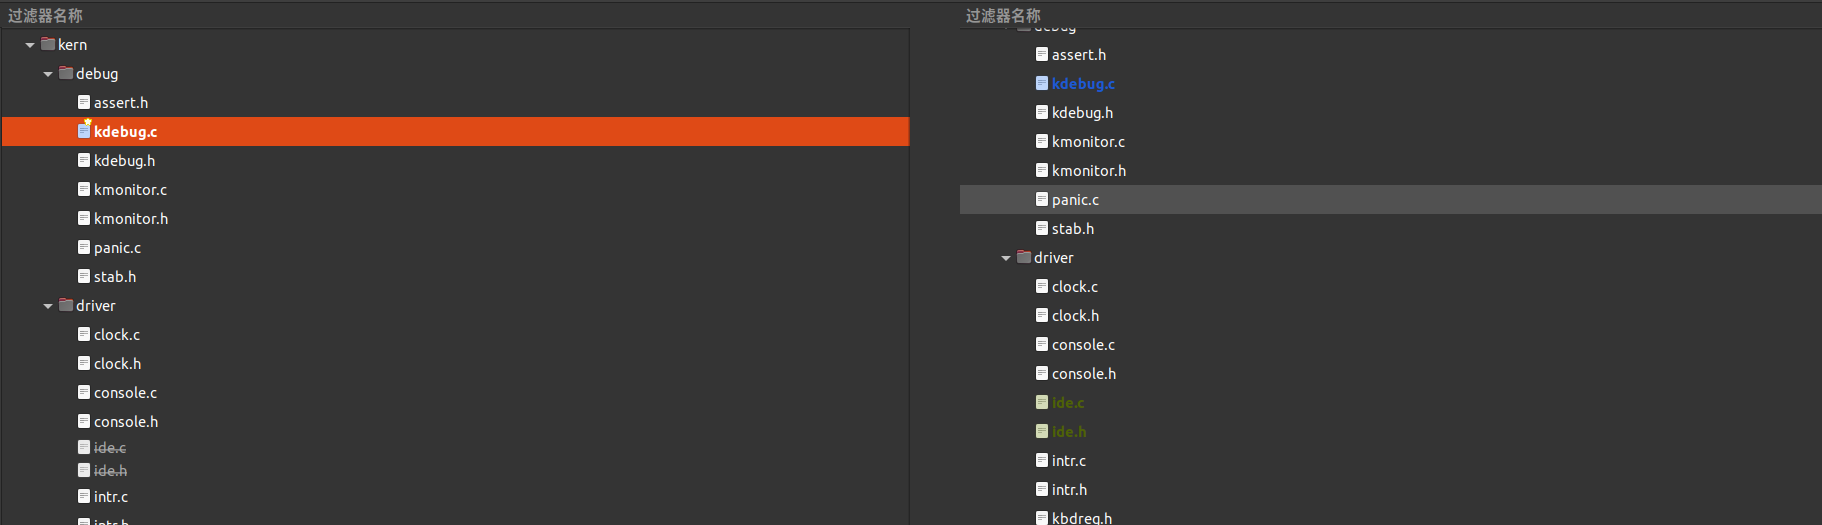 过滤器名称
kern
debug
assert.h
kdebug.c
kdebug.h
kmonitor.c
kmonitor.h
panic.c
stab.h
driver
clock.c
clock.h
console.c
console.h
ide.c
ide.h
intr.c
intr.h
过滤器名称
debug
assert.h
kdebug.c
kdebug.h
kmonitor.c
kmonitor.h
panic.c
stab.h
driver
clock.c
clock.h
console.c
console.h
ide.c
ide.h
intr.c
intr.h
kbdreg.h